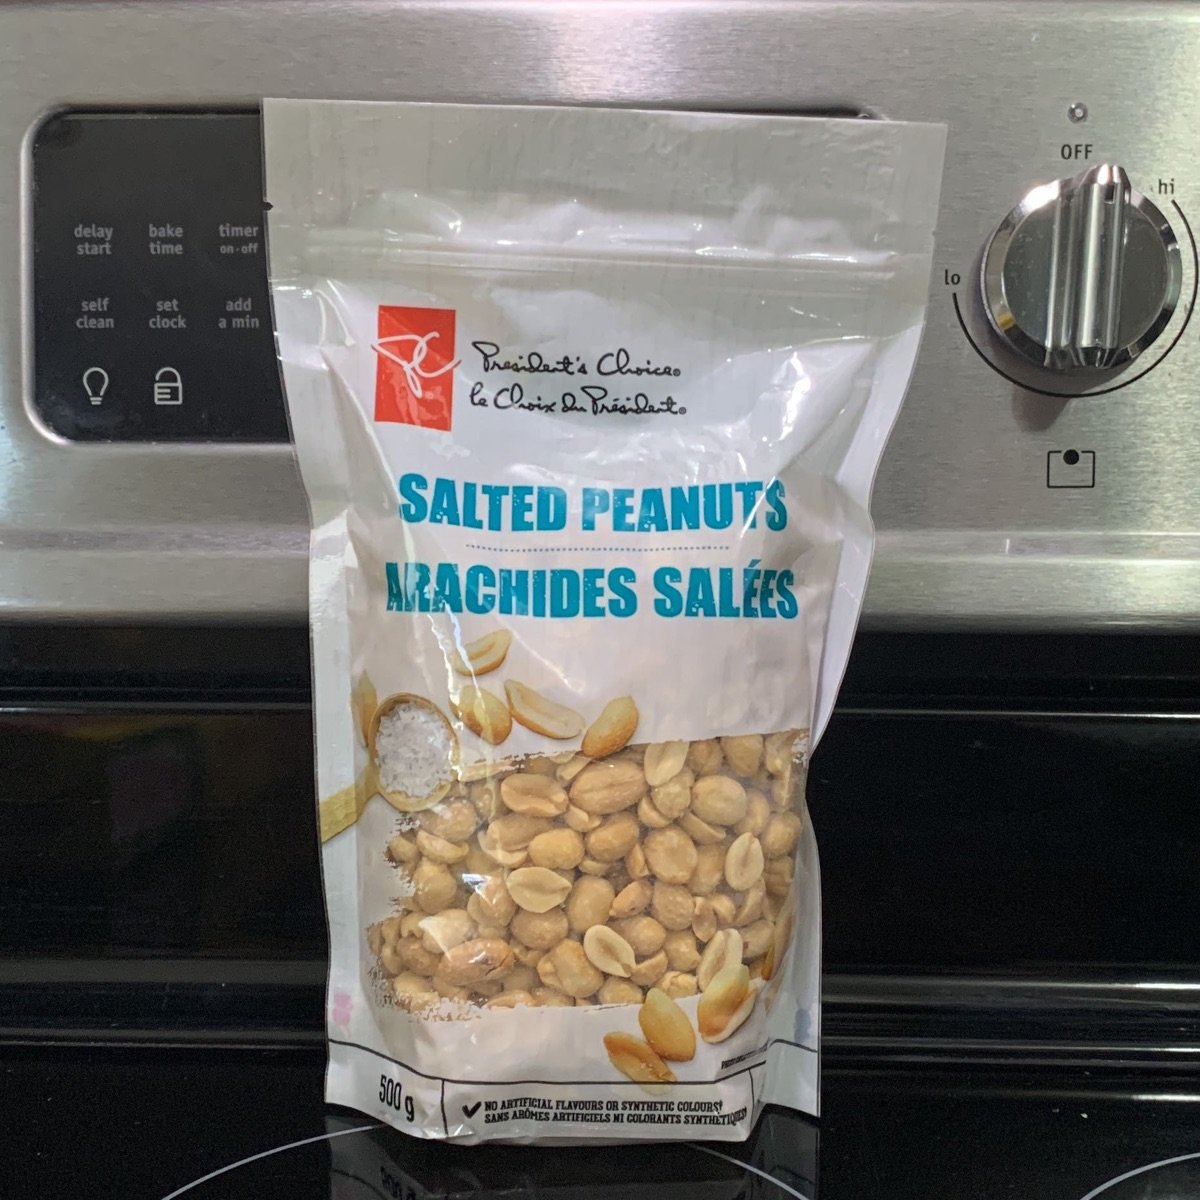 delay start
bake time
timer on·off
self clean
set clock
add a min
OFF
hi
lo
PC
President's Choice®
le Choix du Président®
SALTED PEANUTS
ARACHIDES SALÉES
500 g
NO ARTIFICIAL FLAVOURS OR SYNTHETIC COLOURS†
SANS ARÔMES ARTIFICIELS NI COLORANTS SYNTHÉTIQUES†